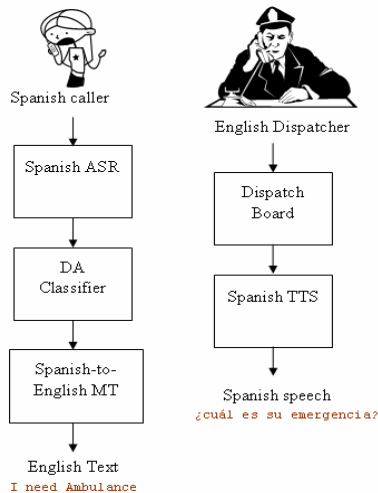 Spanish caller
Spanish ASR
DA
Classifier
Spanish-to-
English MT
English Text
I need Ambulance
English Dispatcher
Dispatch
Board
Spanish TTS
Spanish speech
¿cuál es su emergencia?